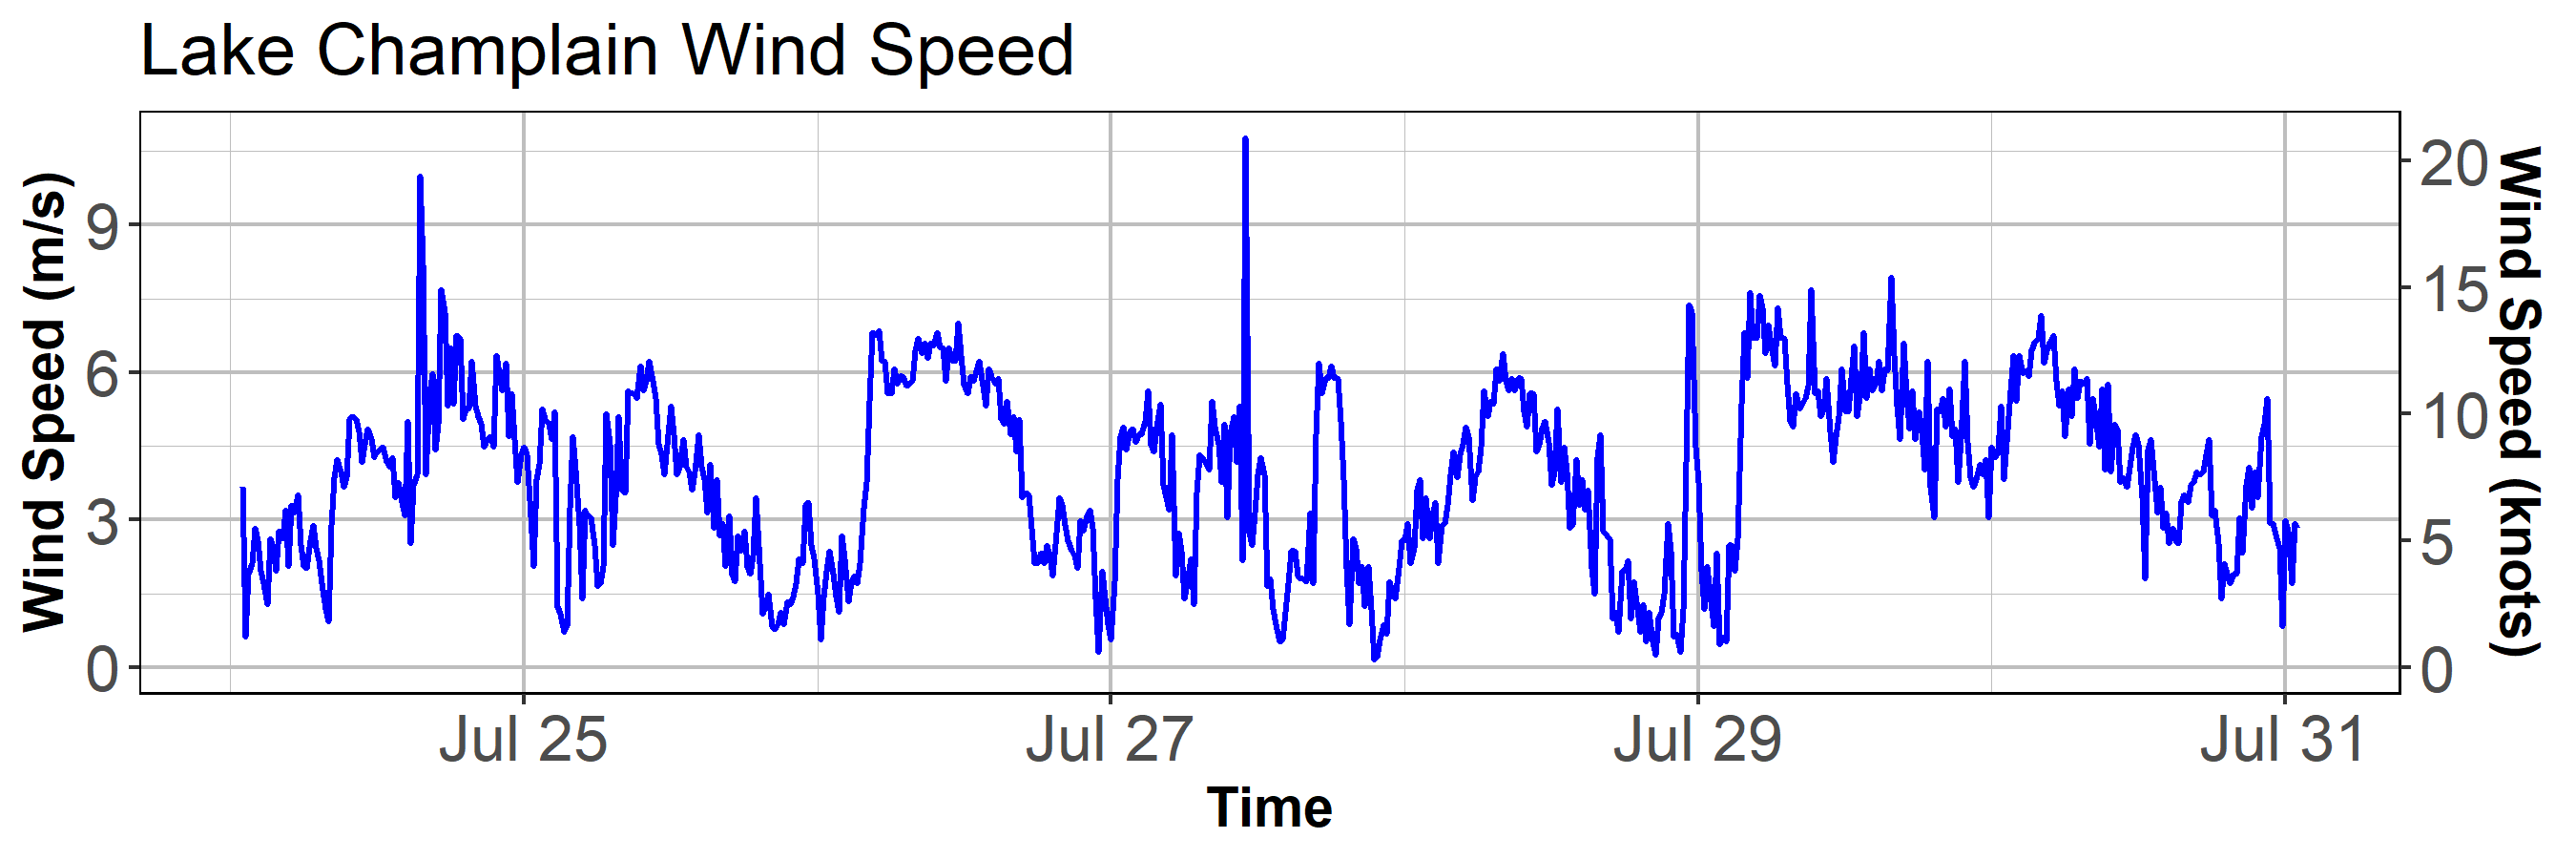 Lake Champlain Wind Speed
Wind Speed (m/s)
9
6
3
0
20
15
10
5
0
Wind Speed (knots)
Jul 25
Jul 27
Jul 29
Jul 31
Time